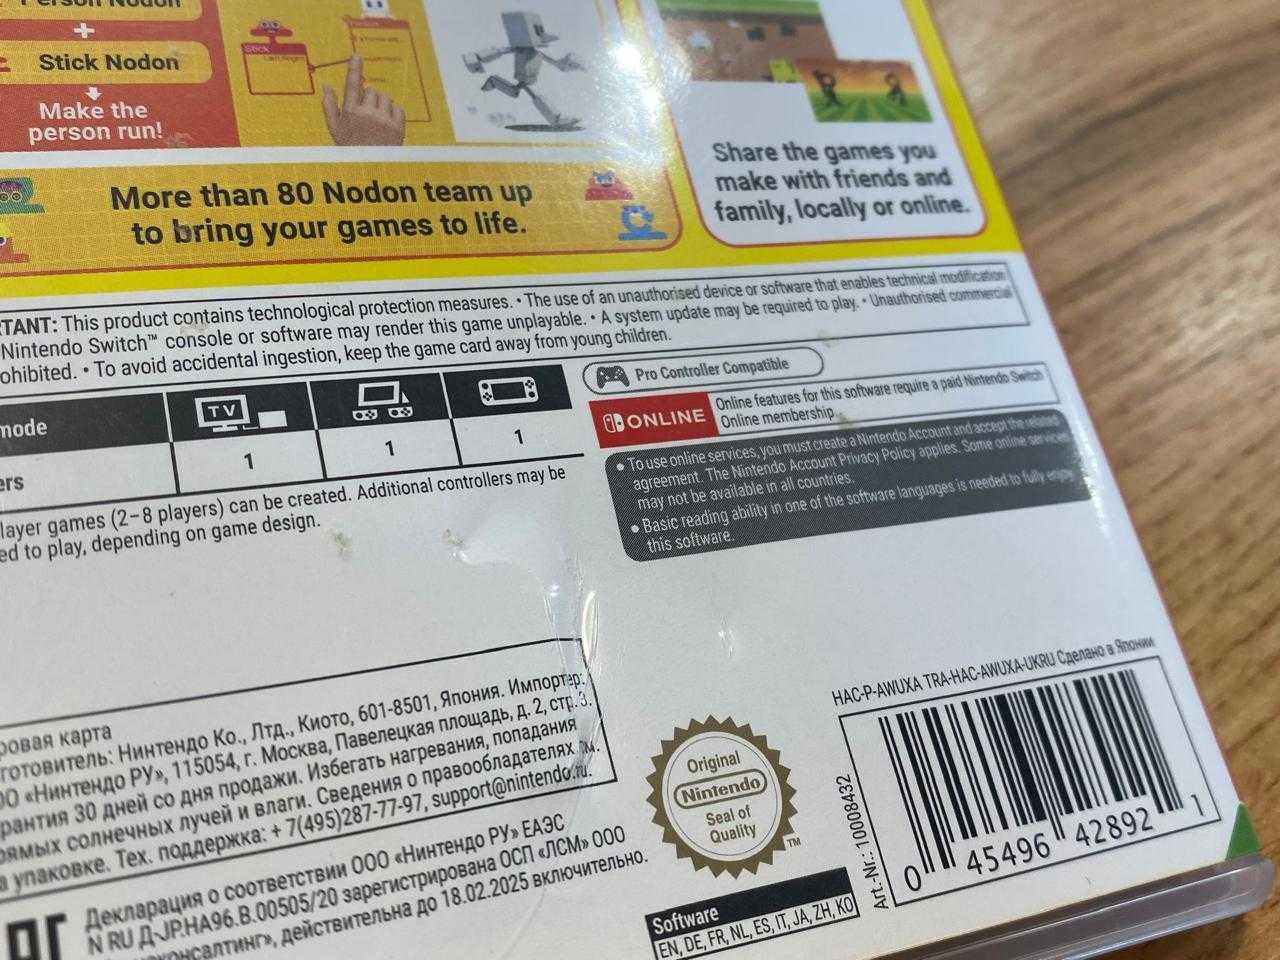 Person Nodon
+
Stick Nodon
Make the
person run!
Stick
More than 80 Nodon team up
to bring your games to life.
Share the games you
make with friends and
family, locally or online.
TANT: This product contains technological protection measures. • The use of an unauthorised device or software that enables technical modification
Nintendo Switch™ console or software may render this game unplayable. • A system update may be required to play. • Unauthorised commercial
ohibited. • To avoid accidental ingestion, keep the game card away from young children.
mode
TV
ers 1 1 1
layer games (2–8 players) can be created. Additional controllers may be
ed to play, depending on game design.
Pro Controller Compatible
ONLINE
Online features for this software require a paid Nintendo Switch
Online membership.
• To use online services, you must create a Nintendo Account and accept the related
agreement. The Nintendo Account Privacy Policy applies. Some online services
may not be available in all countries.
• Basic reading ability in one of the software languages is needed to fully enjoy
this software.
ровая карта
готовитель: Нинтендо Ко., Лтд., Киото, 601-8501, Япония. Импортер:
ОО «Нинтендо РУ», 115054, г. Москва, Павелецкая площадь, д. 2, стр. 3.
рантия 30 дней со дня продажи. Избегать нагревания, попадания
рямых солнечных лучей и влаги. Сведения о правообладателях см.
а упаковке. Тех. поддержка: + 7(495)287-77-97, support@nintendo.ru.
Декларация о соответствии ООО «Нинтендо РУ» ЕАЭС
N RU Д-JP.HA96.B.00505/20 зарегистрирована ОСП «ЛСМ» ООО
консалтинг», действительна до 18.02.2025 включительно.
Original
Nintendo
Seal of
Quality
TM
Software
EN, DE, FR, NL, ES, IT, JA, ZH, KO
HAC-P-AWUXA TRA-HAC-AWUXA-UKRU Сделано в Японии
Art.-Nr.: 10008432
0 45496 42892 1